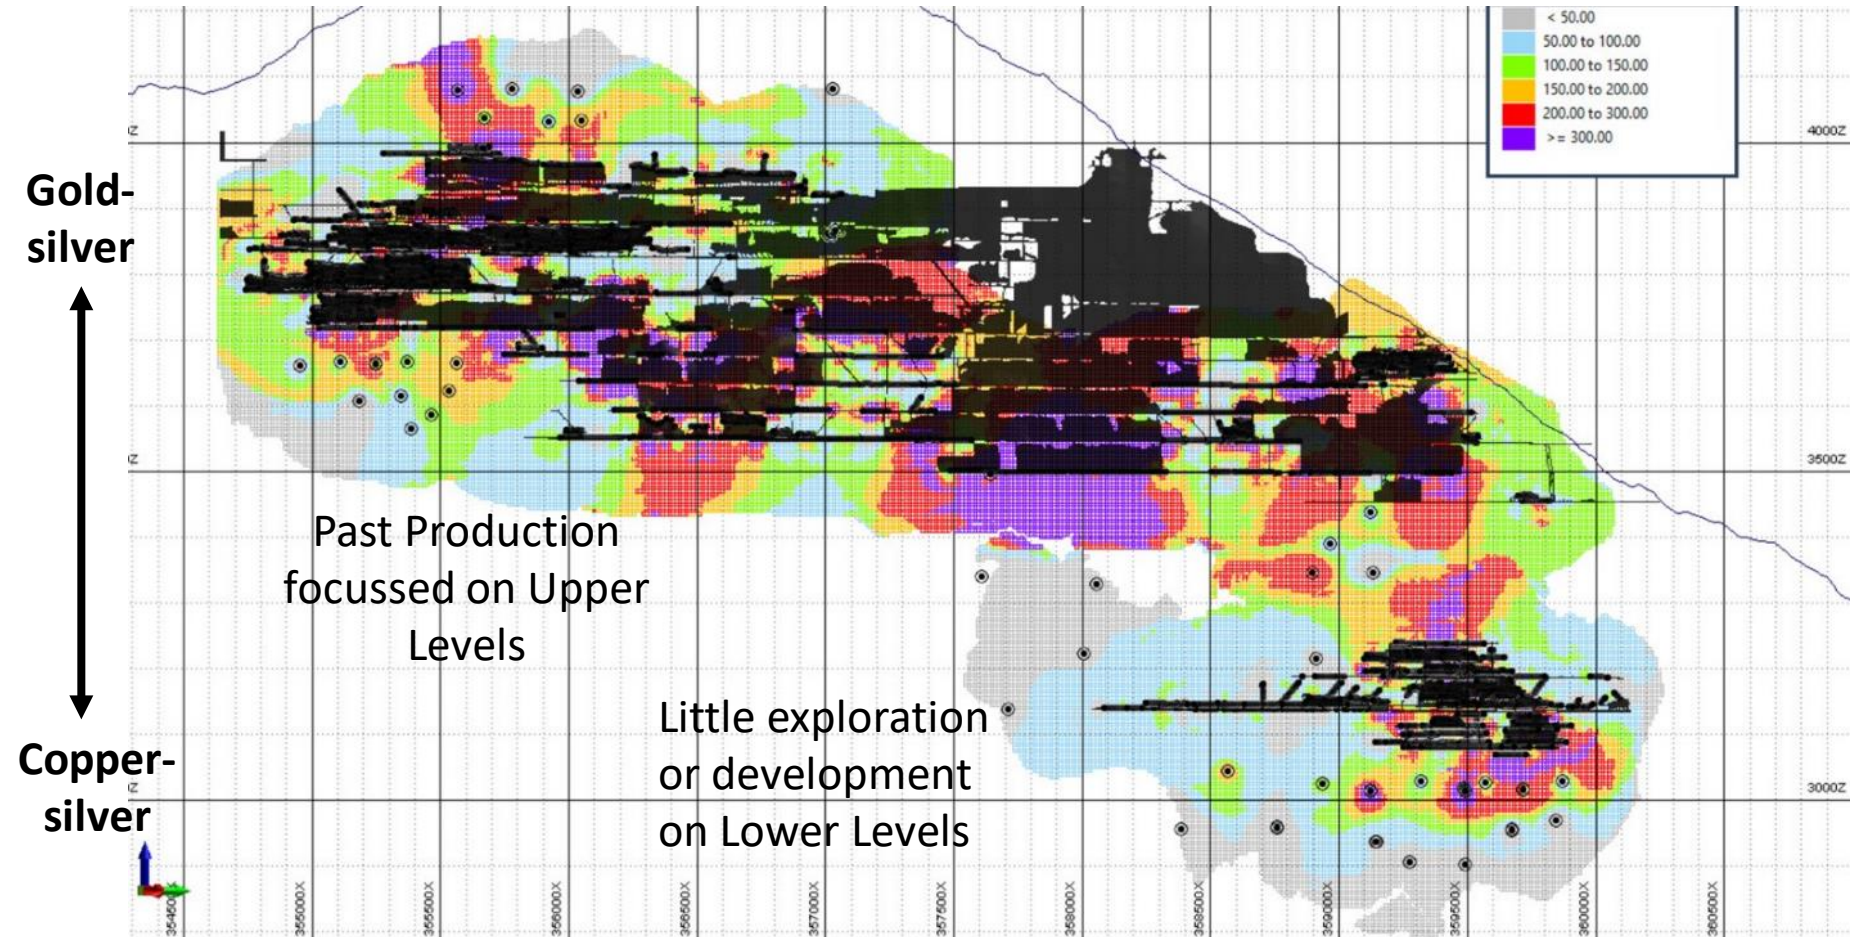 < 50.00
50.00 to 100.00
100.00 to 150.00
150.00 to 200.00
200.00 to 300.00
>= 300.00
4000Z
Gold-
silver
3500Z
Past Production
focussed on Upper
Levels
Little exploration
or development
on Lower Levels
Copper-
silver
3000Z
355000X
355500X
356000X
356500X
357000X
357500X
358000X
358500X
359000X
359500X
360000X
360500X